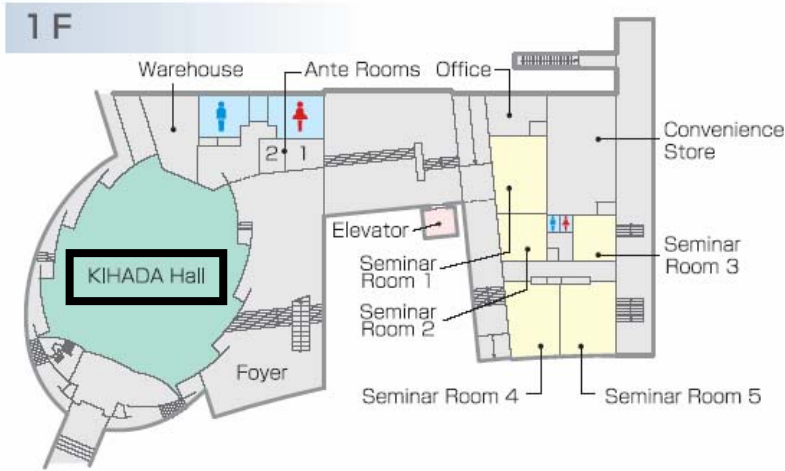 1F
Warehouse
Ante Rooms
Office
2 1
Convenience
Store
KIHADA Hall
Elevator
Seminar
Room 1
Seminar
Room 2
Seminar
Room 3
Foyer
Seminar Room 4
Seminar Room 5